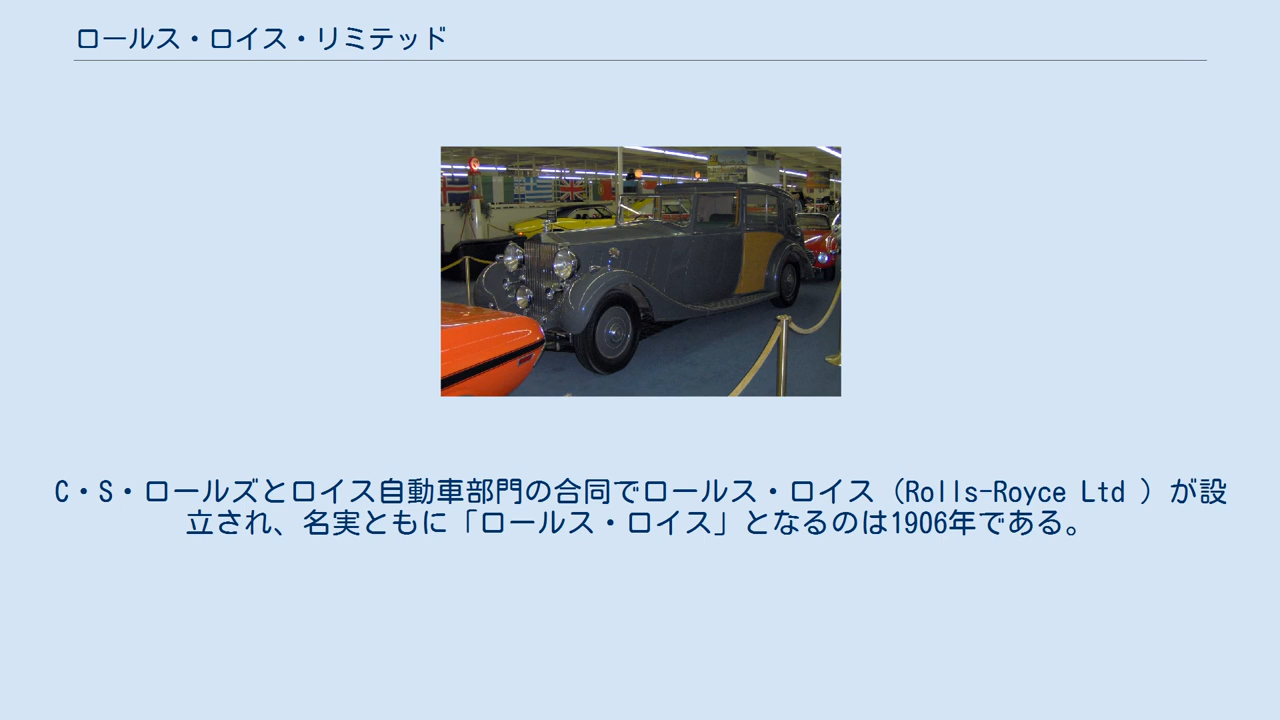 ロールス・ロイス・リミテッド
C・S・ロールズとロイス自動車部門の合同でロールス・ロイス（Rolls-Royce Ltd ）が設
立され、名実ともに「ロールス・ロイス」となるのは1906年である。